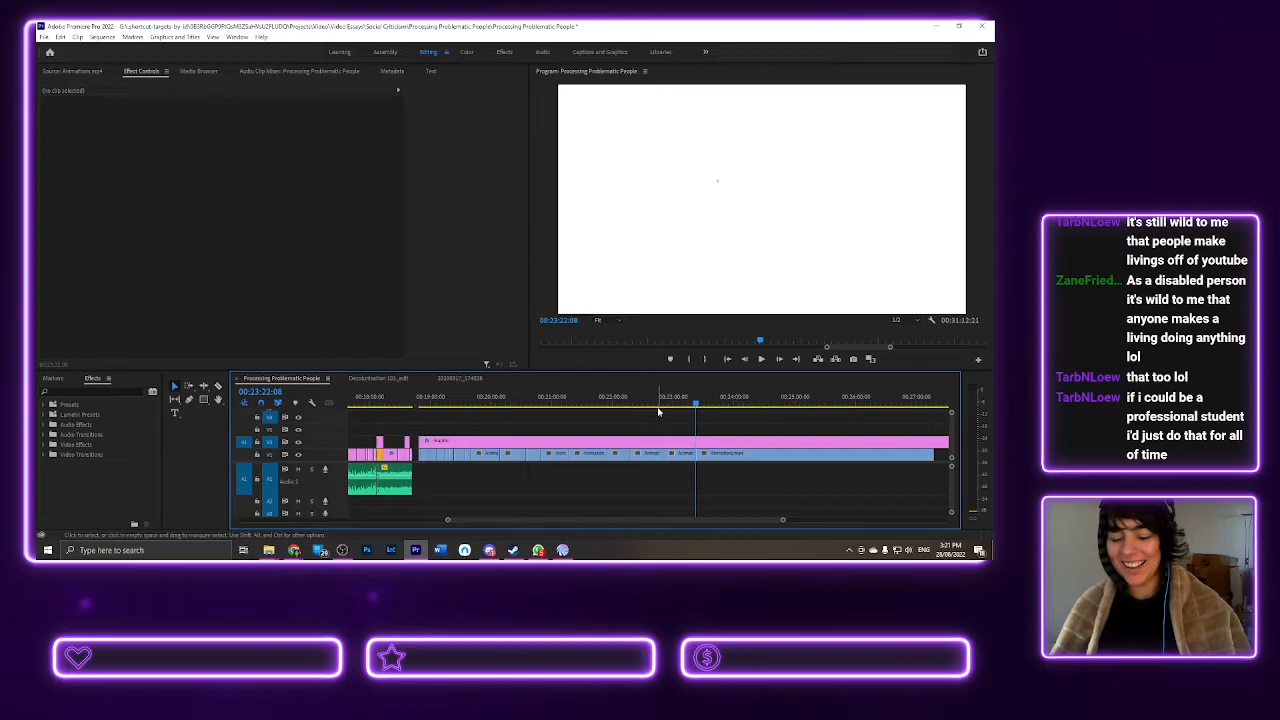 Adobe Premiere Pro 2022 - G:\.shortcut-targets-by-id\
\Projects\Video\Video Essays\Social Criticism\Processing Problematic People\Processing Problematic People *
File Edit Clip Sequence Markers Graphics and Titles View Window Help
Learning Assembly Editing Effects Color Audio Captions and Graphics Libraries
Source: Animations.mp4 Effect Controls Media Browser Audio Clip Mixer: Processing Problematic People Metadata Text
(no clip selected)
Program: Processing Problematic People
00:23:22:08 Fit 1/2 00:31:12:21
Markers Effects
Presets
Lumetri Presets
Audio Effects
Audio Transitions
Video Effects
Video Transitions
Processing Problematic People Decolonisation 101_edit
00:23:22:08
00:18:00:00 00:19:00:00 00:20:00:00 00:21:00:00 00:22:00:00 00:23:00:00 00:24:00:00 00:25:00:00 00:26:00:00 00:27:00:00
V3
V1 V2 Graphic
V1 Animations.mp4
A1 A1 M S Audio 1
A2 M S
A3 M S
Click to select, or click in empty space and drag to marquee select. Use Shift, Alt, and Ctrl for other options.
Type here to search
ENG
3:21 PM
28/06/2022
TarbNLoew it's still wild to me
that people make
livings off of youtube
ZaneFried... As a disabled person
it's wild to me that
anyone makes a
living doing anything
lol
TarbNLoew that too lol
TarbNLoew if i could be a
professional student
i'd just do that for all
of time